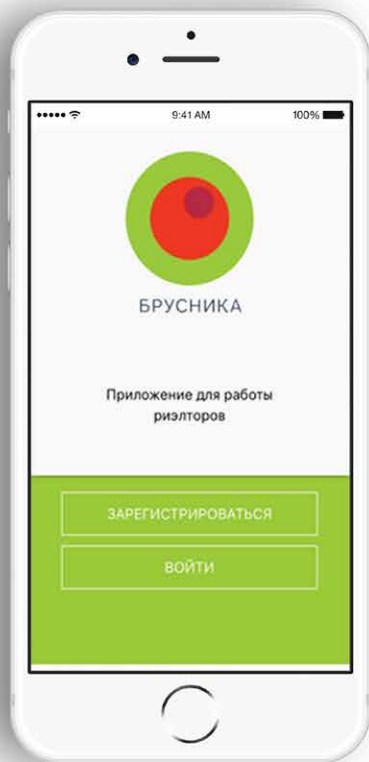 9:41 AM
100%
БРУСНИКА
Приложение для работы
риэлторов
ЗАРЕГИСТРИРОВАТЬСЯ
ВОЙТИ